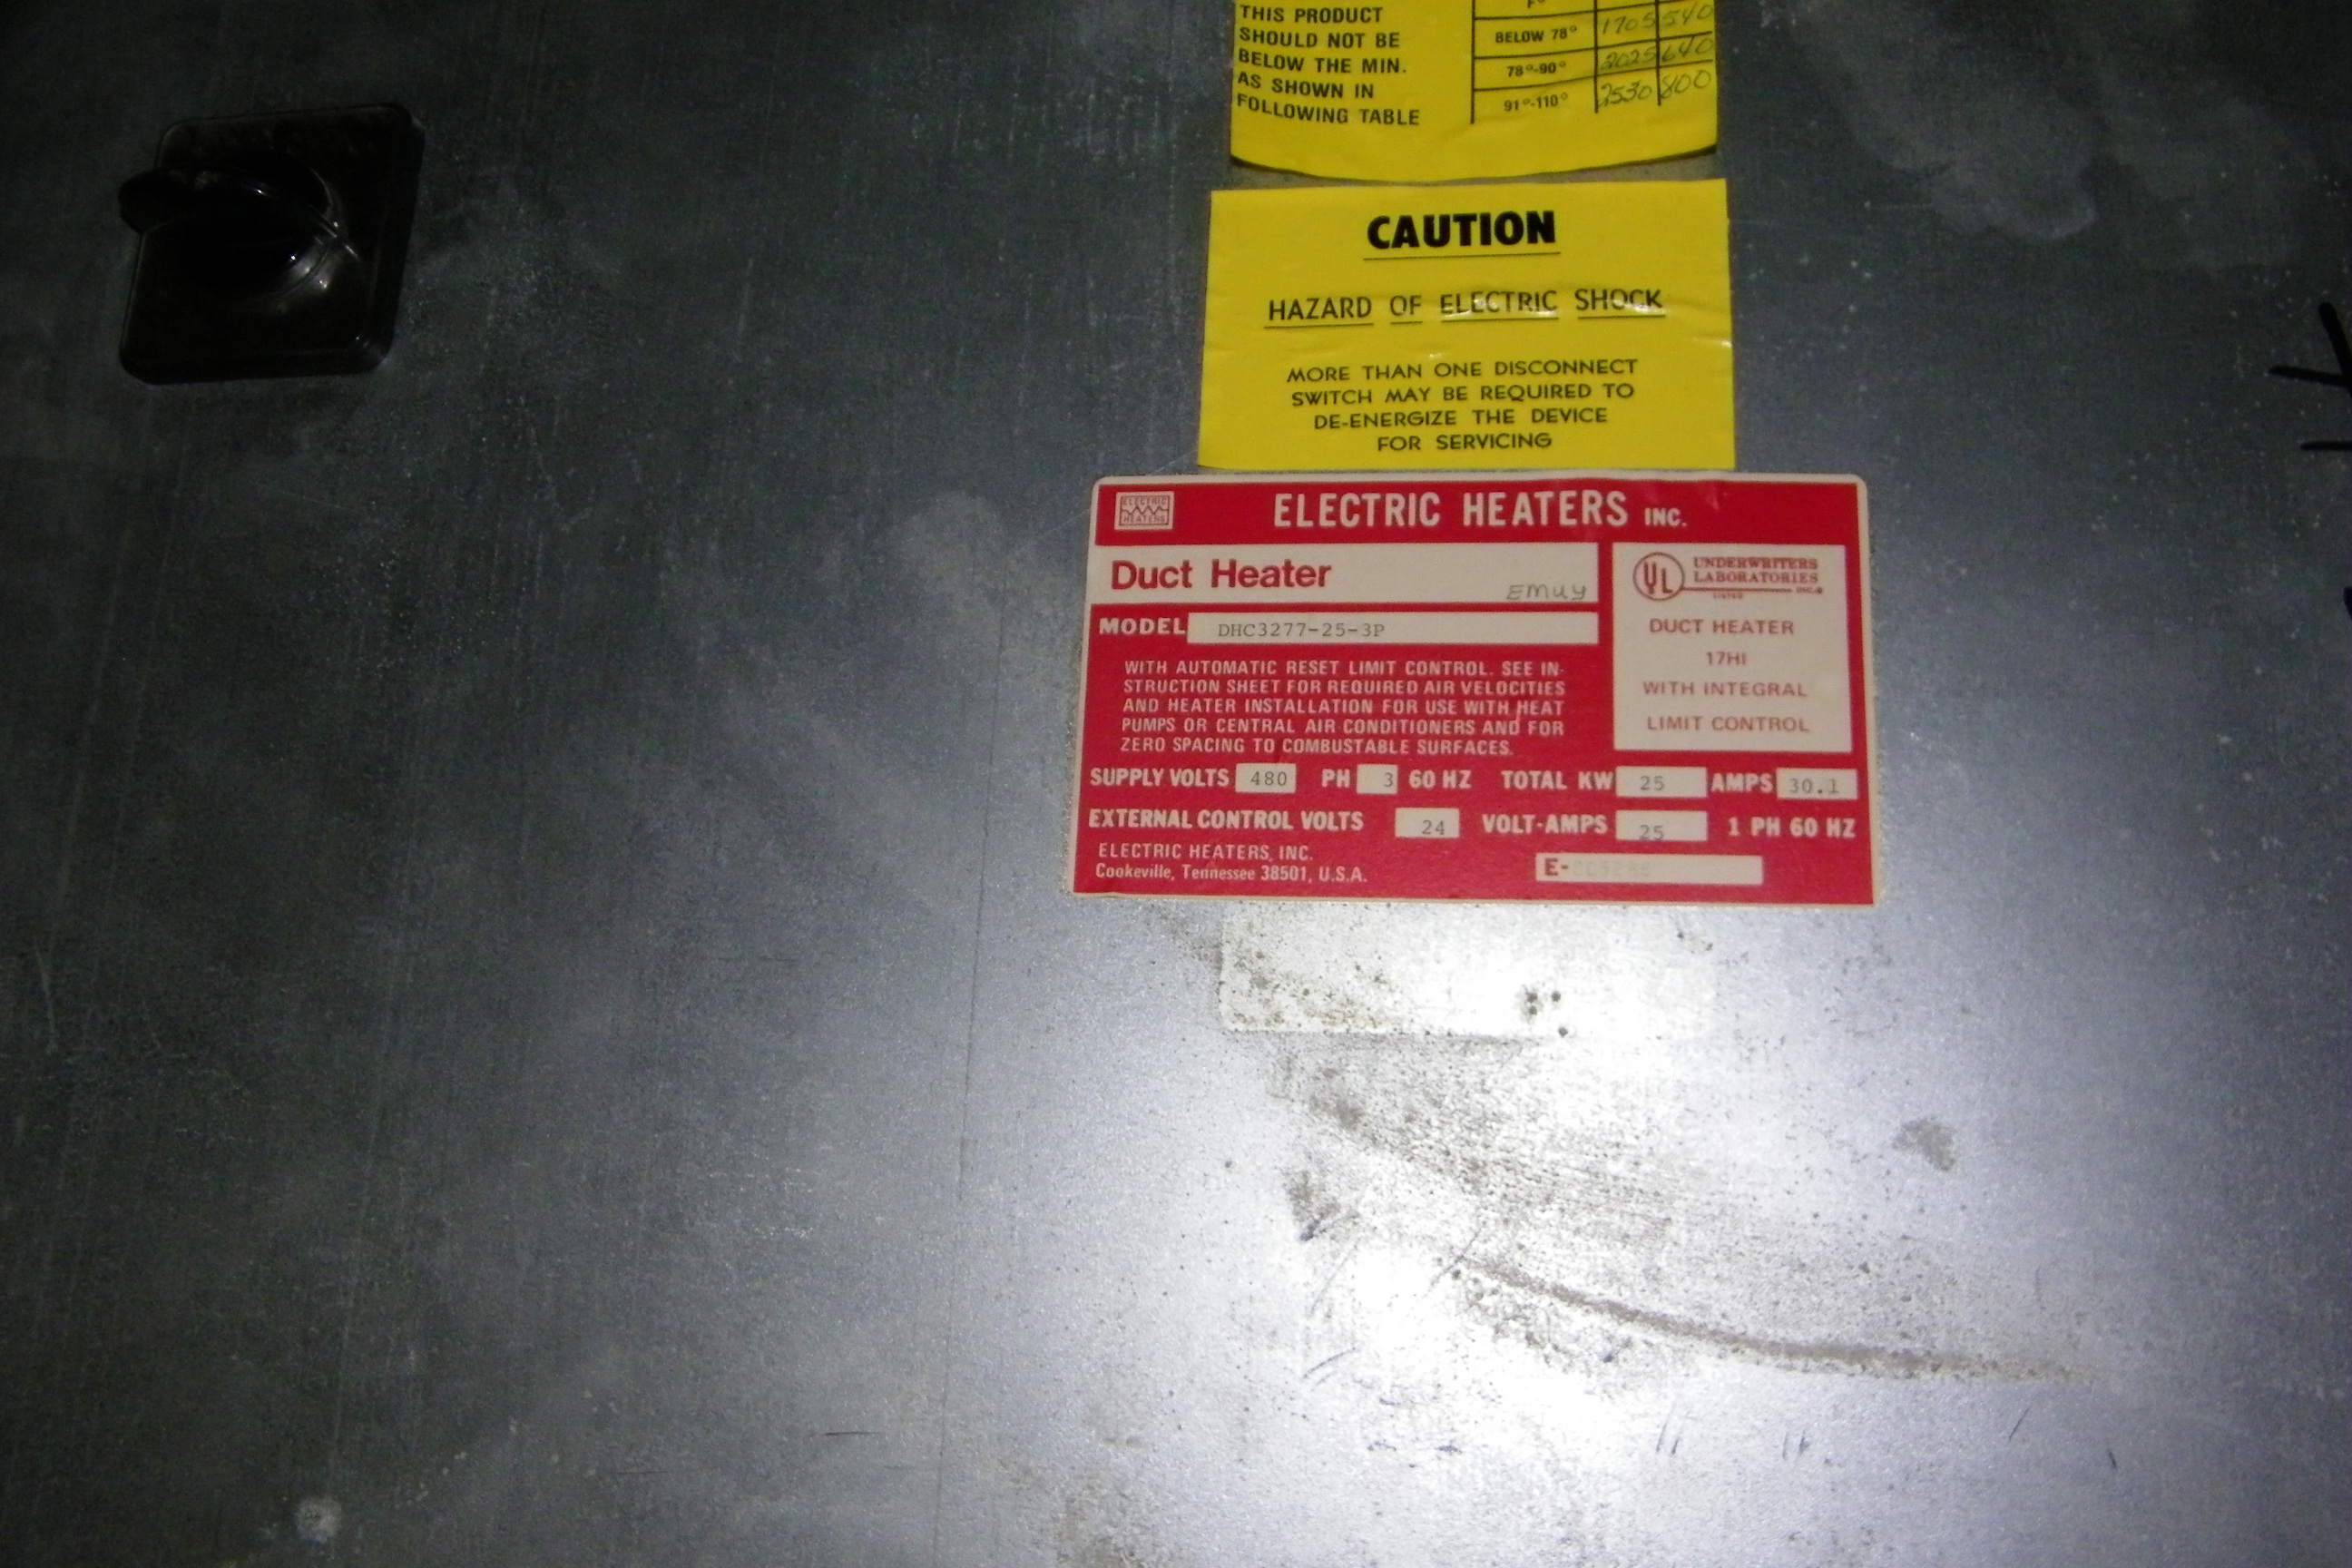 THIS PRODUCT
SHOULD NOT BE
BELOW THE MIN.
AS SHOWN IN
FOLLOWING TABLE
F°
BELOW 78° 1705 540
78°-90° 2025 640
91°-110° 2530 800
CAUTION
HAZARD OF ELECTRIC SHOCK
MORE THAN ONE DISCONNECT
SWITCH MAY BE REQUIRED TO
DE-ENERGIZE THE DEVICE
FOR SERVICING
ELECTRIC
HEATERS
ELECTRIC HEATERS INC.
Duct Heater EMUY
MODEL DHC3277-25-3P
WITH AUTOMATIC RESET LIMIT CONTROL. SEE IN-
STRUCTION SHEET FOR REQUIRED AIR VELOCITIES
AND HEATER INSTALLATION FOR USE WITH HEAT
PUMPS OR CENTRAL AIR CONDITIONERS AND FOR
ZERO SPACING TO COMBUSTABLE SURFACES.
UL UNDERWRITERS
LABORATORIES
LISTED INC.®
DUCT HEATER
17HI
WITH INTEGRAL
LIMIT CONTROL
SUPPLY VOLTS 480 PH 3 60 HZ TOTAL KW 25 AMPS 30.1
EXTERNAL CONTROL VOLTS 24 VOLT-AMPS 25 1 PH 60 HZ
ELECTRIC HEATERS, INC.
Cookeville, Tennessee 38501, U.S.A.
E-